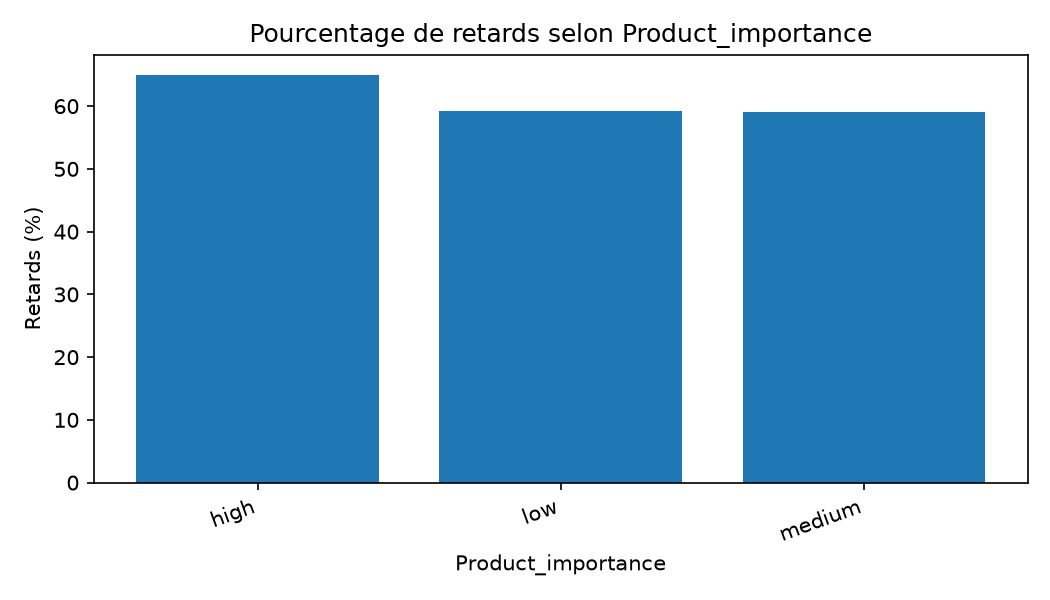 Pourcentage de retards selon Product_importance
Retards (%)
60
50
40
30
20
10
0
high
low
medium
Product_importance